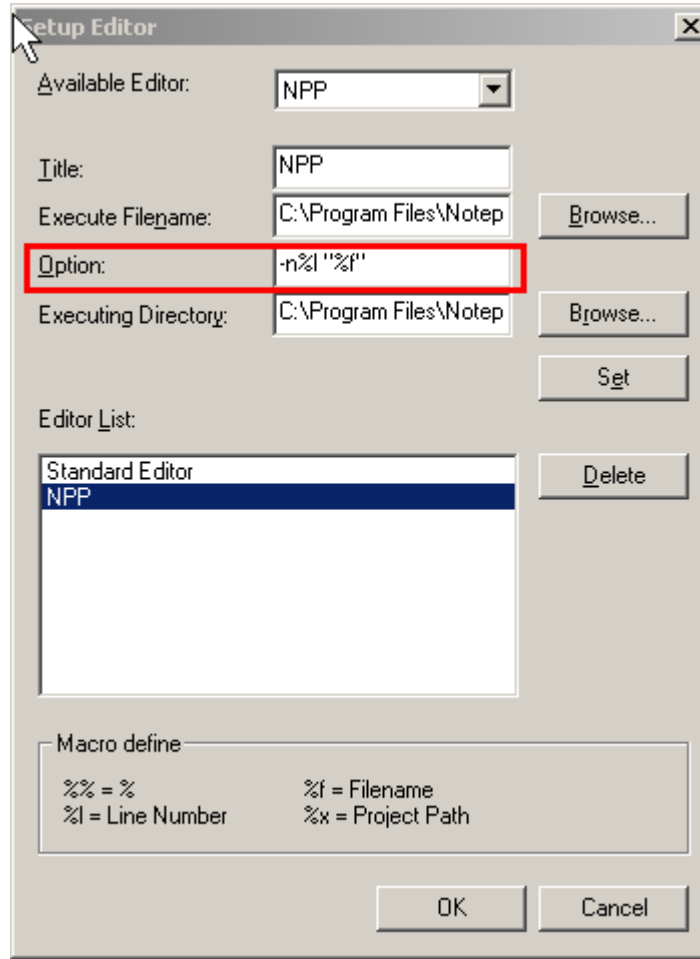 Setup Editor
Available Editor: NPP
Title: NPP
Execute Filename: C:\Program Files\Notep Browse...
Option: -n%l "%f"
Executing Directory: C:\Program Files\Notep Browse...
Set
Editor List:
Standard Editor
NPP
Delete
Macro define
%% = % %f = Filename
%l = Line Number %x = Project Path
OK Cancel